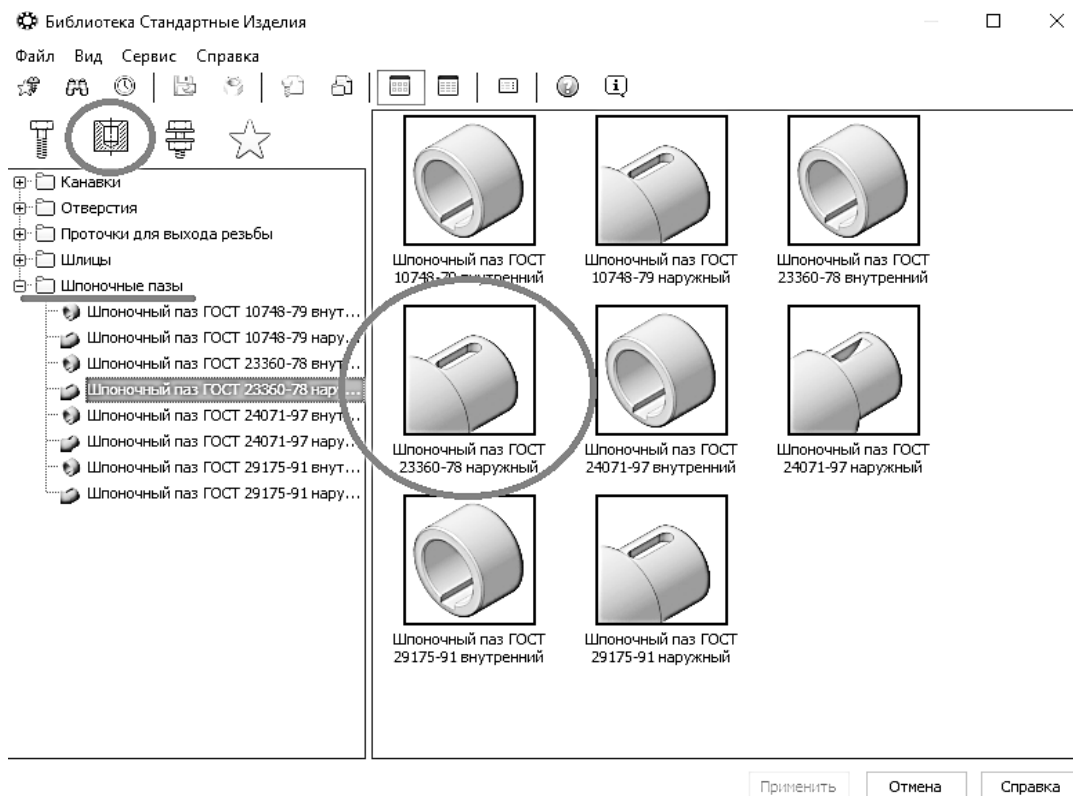 Библиотека Стандартные Изделия
Файл Вид Сервис Справка
Канавки
Отверстия
Проточки для выхода резьбы
Шлицы
Шпоночные пазы
Шпоночный паз ГОСТ 10748-79 внут...
Шпоночный паз ГОСТ 10748-79 нару...
Шпоночный паз ГОСТ 23360-78 внут...
Шпоночный паз ГОСТ 23360-78 нар...
Шпоночный паз ГОСТ 24071-97 внут...
Шпоночный паз ГОСТ 24071-97 нару...
Шпоночный паз ГОСТ 29175-91 внут...
Шпоночный паз ГОСТ 29175-91 нару...
Шпоночный паз ГОСТ
10748-79 внутренний
Шпоночный паз ГОСТ
10748-79 наружный
Шпоночный паз ГОСТ
23360-78 внутренний
Шпоночный паз ГОСТ
23360-78 наружный
Шпоночный паз ГОСТ
24071-97 внутренний
Шпоночный паз ГОСТ
24071-97 наружный
Шпоночный паз ГОСТ
29175-91 внутренний
Шпоночный паз ГОСТ
29175-91 наружный
Применить Отмена Справка